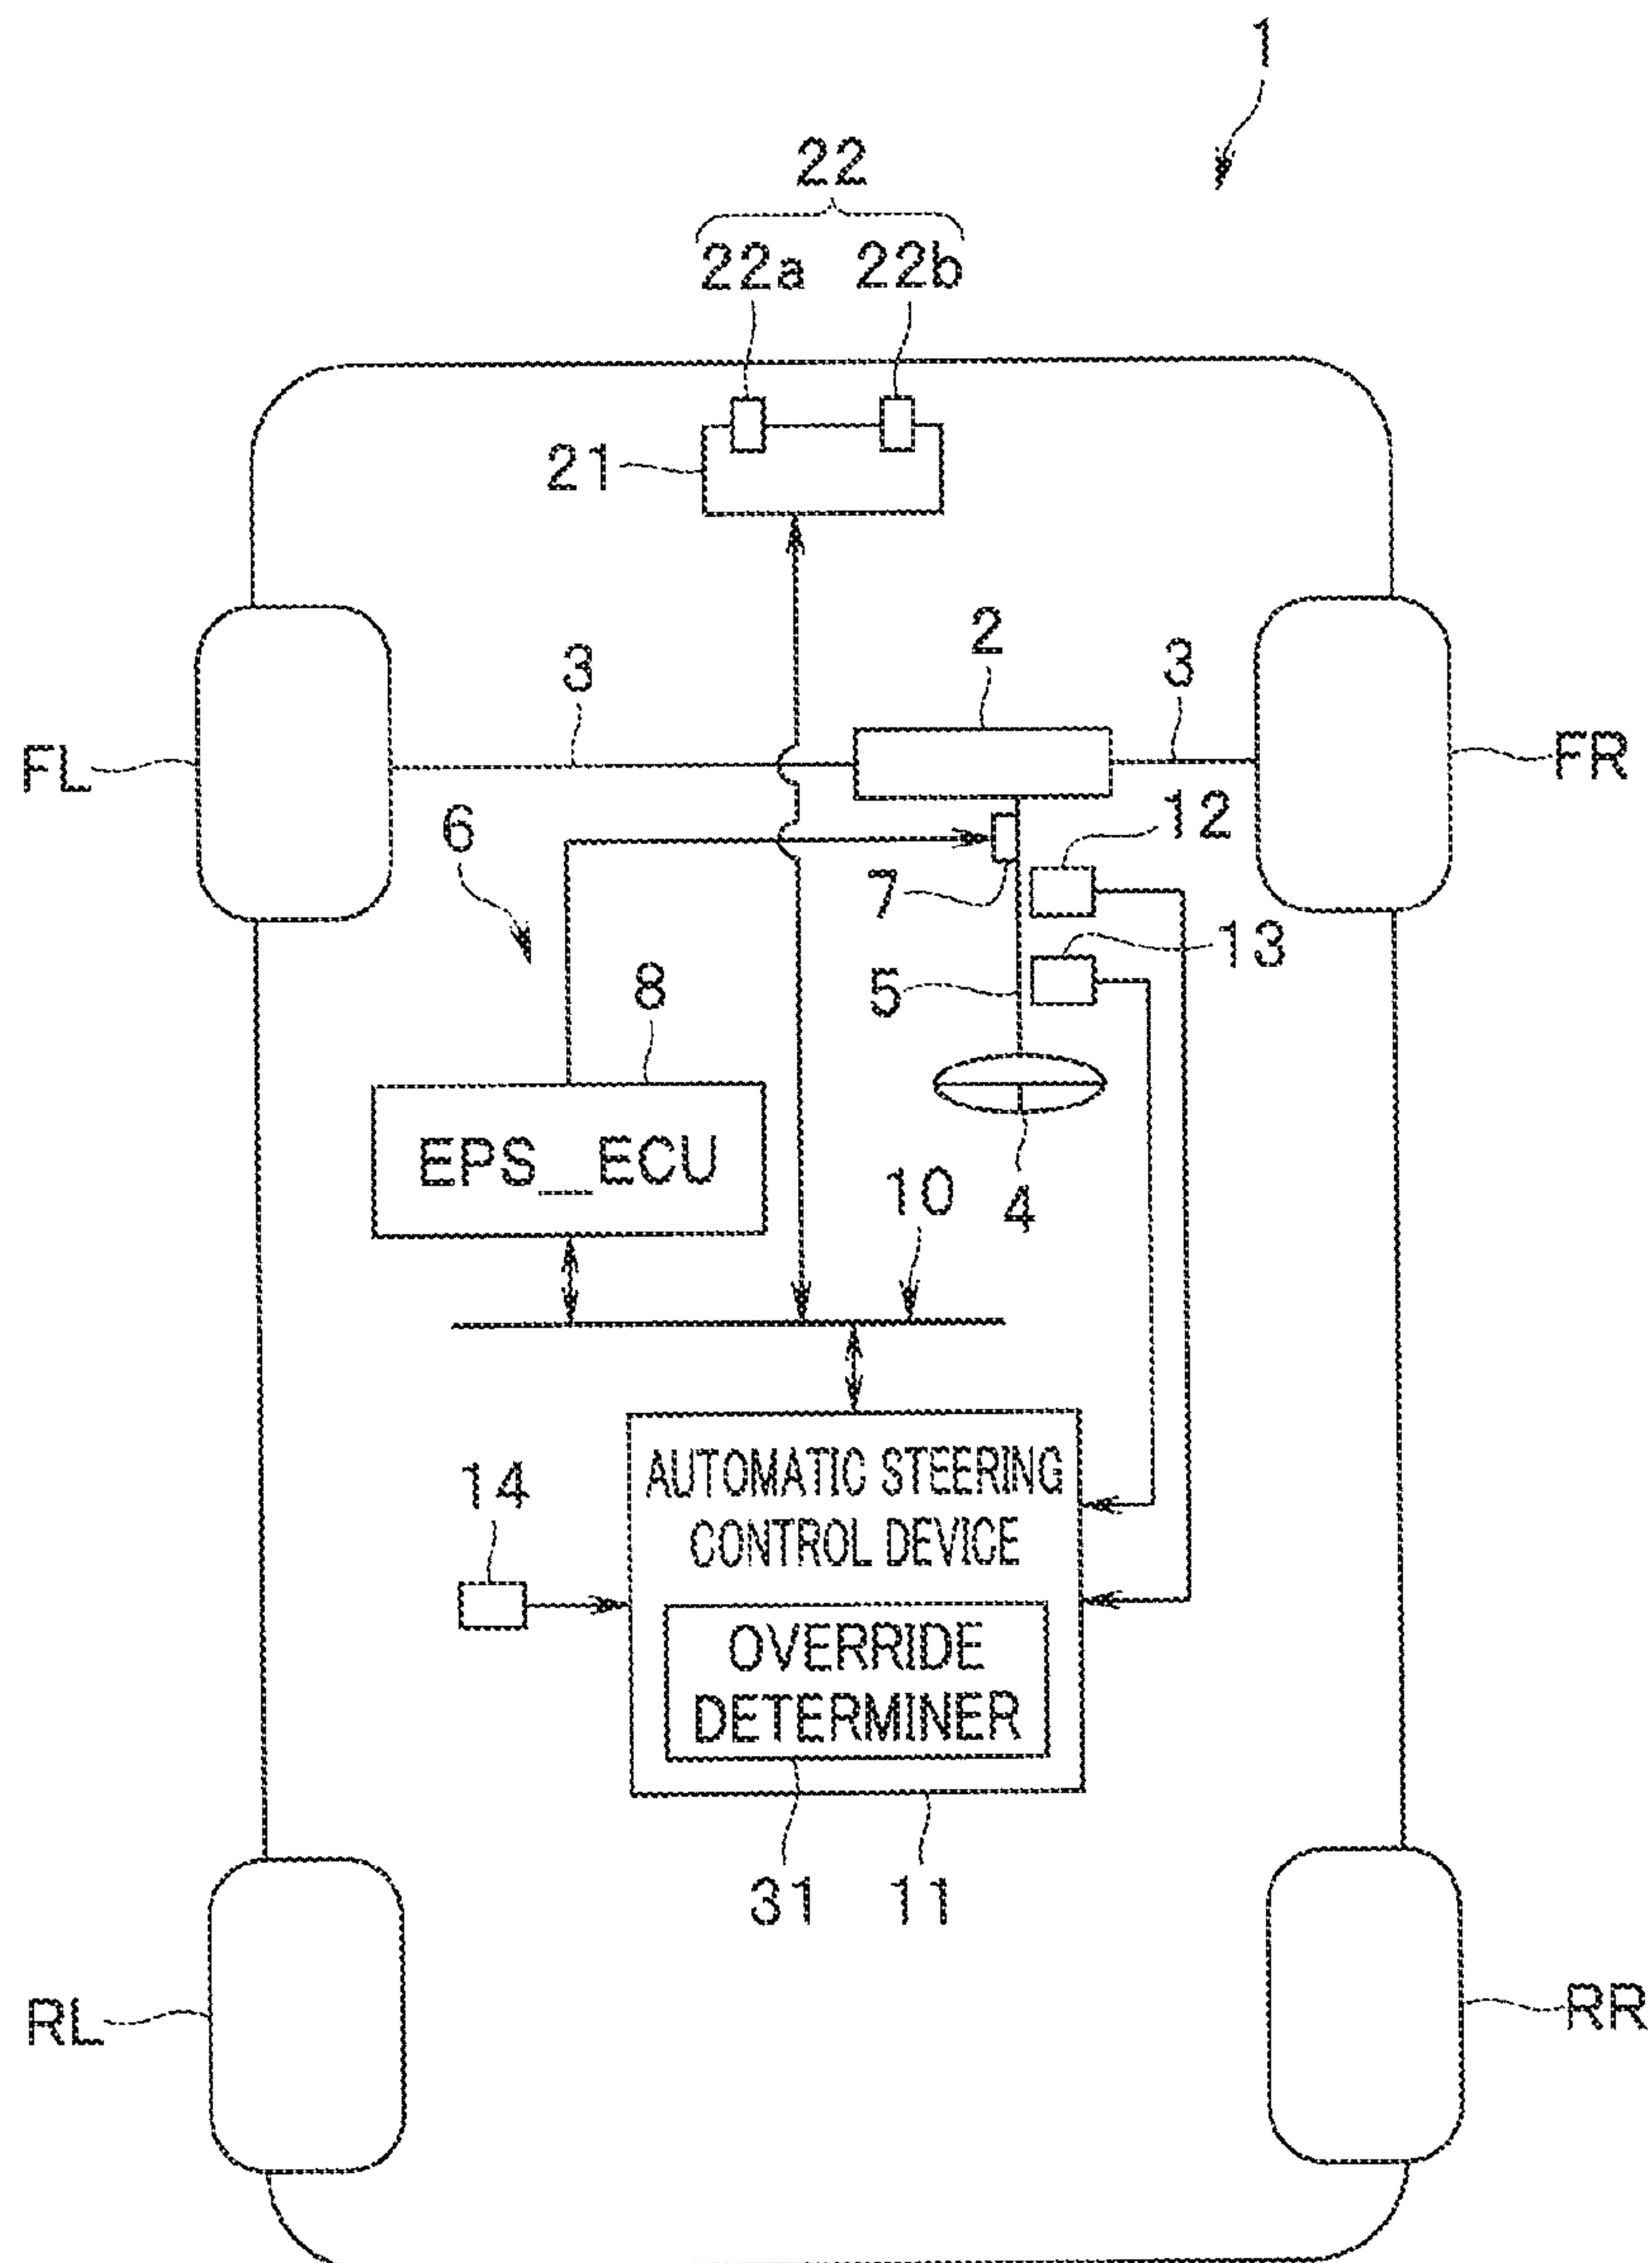 1
22
22a 22b
21
2
3
3
FL
FR
6
12
7
13
5
8
EPS__ECU
10
4
AUTOMATIC STEERING
CONTROL DEVICE
14
OVERRIDE
DETERMINER
31
11
RL
RR